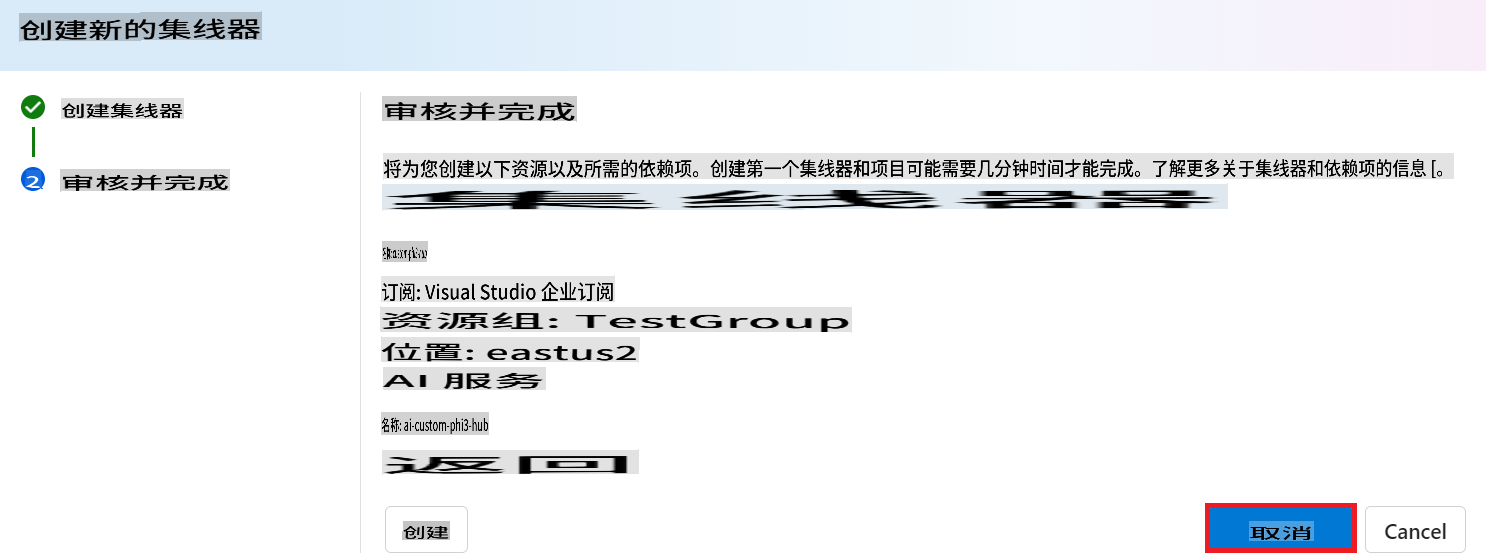 创建新的集线器
创建集线器
2
审核并完成
审核并完成
将为您创建以下资源以及所需的依赖项。创建第一个集线器和项目可能需要几分钟时间才能完成。了解更多关于集线器和依赖项的信息 [。
集线器
订阅: Visual Studio 企业订阅
资源组: TestGroup
位置: eastus2
AI 服务
名称: ai-custom-phi3-hub
返回
创建
取消
Cancel